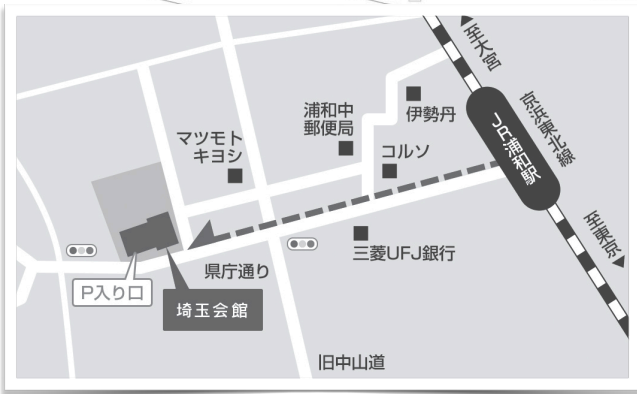 至大宮
京浜東北線
JR浦和駅
至東京
伊勢丹
浦和中
郵便局
コルソ
マツモト
キヨシ
三菱UFJ銀行
県庁通り
P入り口
埼玉会館
旧中山道